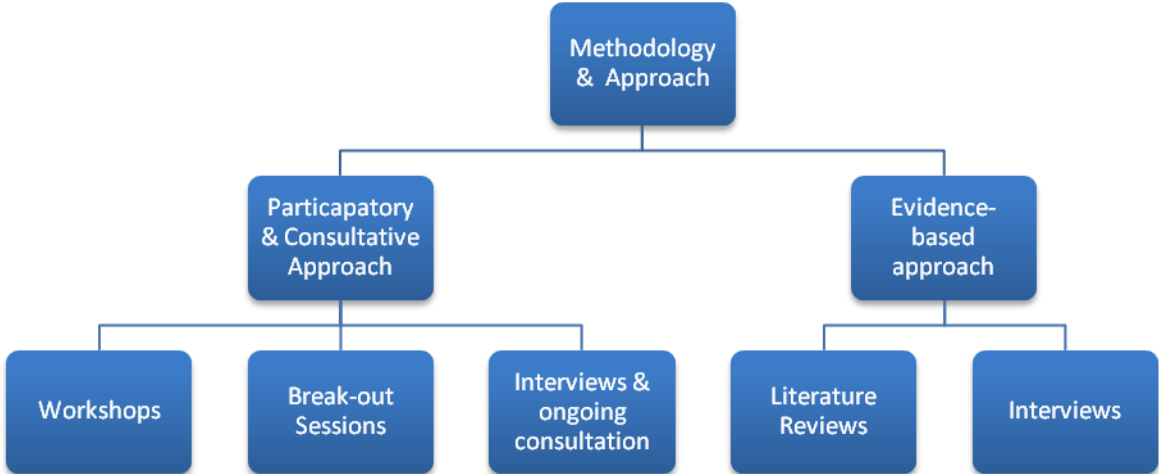 Methodology
& Approach
Particapatory
& Consultative
Approach
Evidence-
based
approach
Workshops
Break-out
Sessions
Interviews &
ongoing
consultation
Literature
Reviews
Interviews